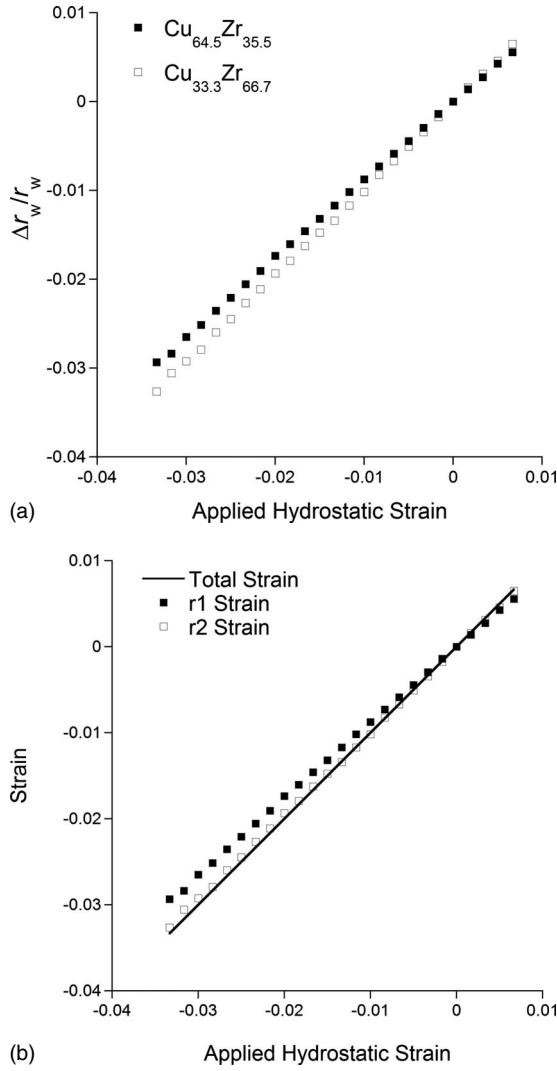 Cu64.5Zr35.5
Cu33.3Zr66.7
0.01
0
-0.01
-0.02
-0.03
-0.04
Δrw/rw
-0.04 -0.03 -0.02 -0.01 0 0.01
(a) Applied Hydrostatic Strain
Total Strain
r1 Strain
r2 Strain
0.01
0
-0.01
-0.02
-0.03
-0.04
Strain
-0.04 -0.03 -0.02 -0.01 0 0.01
(b) Applied Hydrostatic Strain